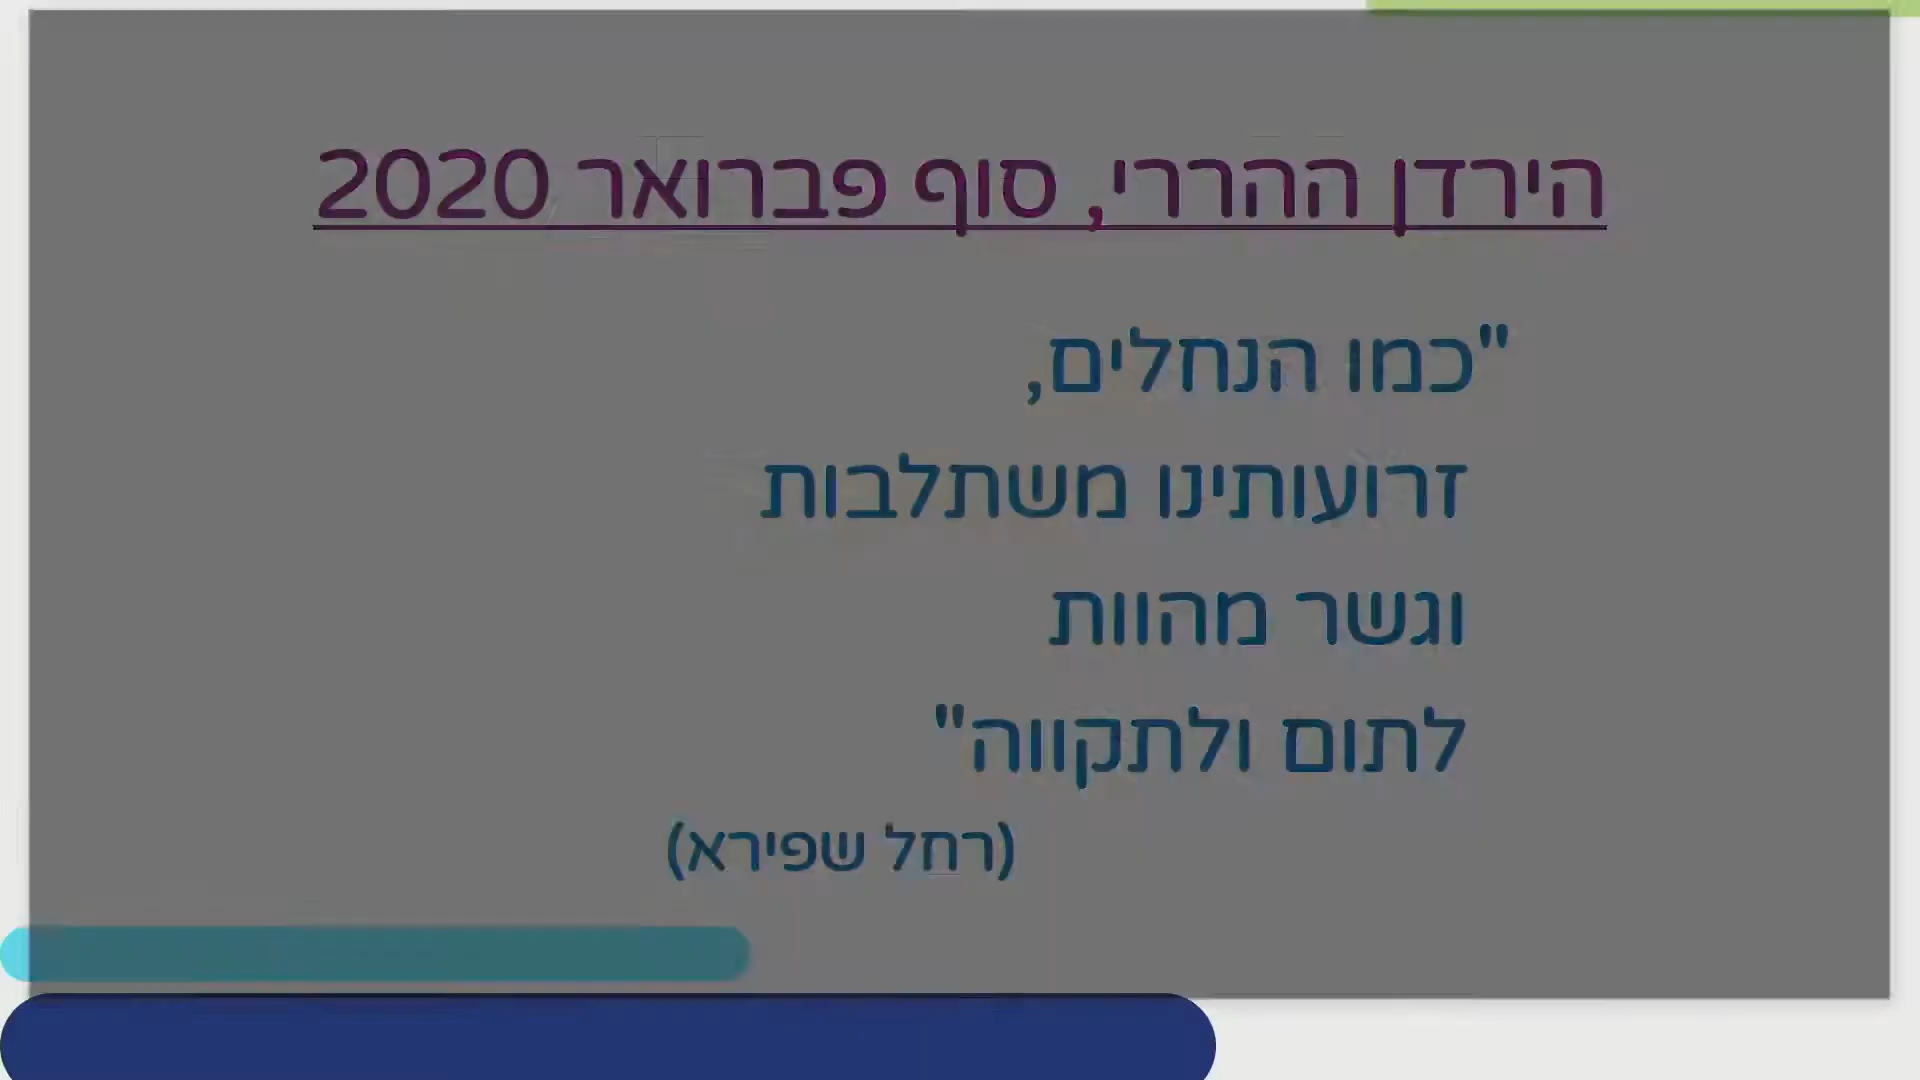 הירדן ההררי, סוף פברואר 2020
"כמו הנחלים,
זרועותינו משתלבות
וגשר מהוות
לתום ולתקווה"
(רחל שפירא)